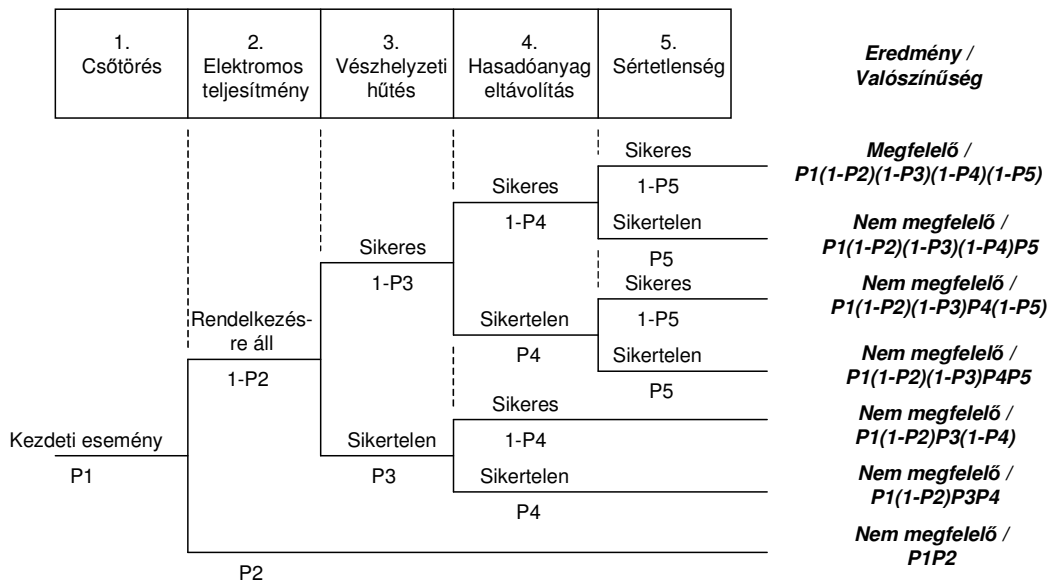 1.
Csőtörés
2.
Elektromos
teljesítmény
3.
Vészhelyzeti
hűtés
4.
Hasadóanyag
eltávolítás
5.
Sértetlenség
Eredmény /
Valószínűség
Sikeres
1-P5
Megfelelő /
P1(1-P2)(1-P3)(1-P4)(1-P5)
Sikeres
1-P4
Sikertelen
P5
Nem megfelelő /
P1(1-P2)(1-P3)(1-P4)P5
Sikeres
1-P3
Sikeres
1-P5
Nem megfelelő /
P1(1-P2)(1-P3)P4(1-P5)
Rendelkezés-
re áll
1-P2
Sikertelen
P4
Sikertelen
P5
Nem megfelelő /
P1(1-P2)(1-P3)P4P5
Sikeres
1-P4
Nem megfelelő /
P1(1-P2)P3(1-P4)
Kezdeti esemény
P1
Sikertelen
P3
Sikertelen
P4
Nem megfelelő /
P1(1-P2)P3P4
P2
Nem megfelelő /
P1P2